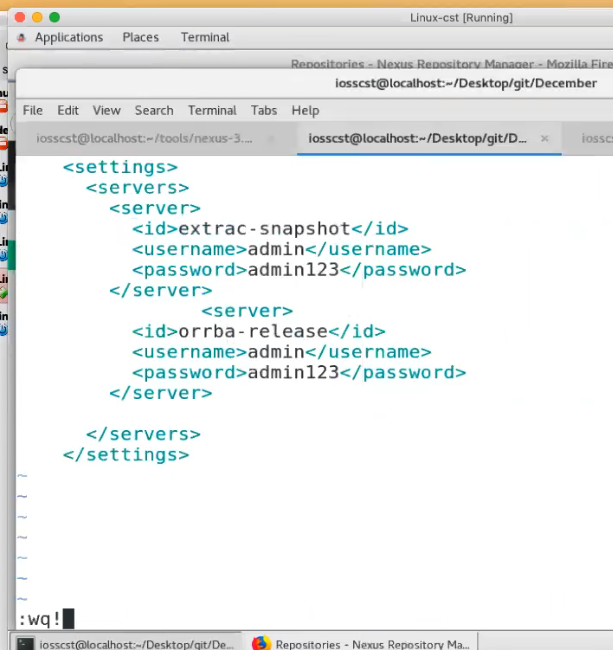 Linux-cst [Running]
Applications Places Terminal
Repositories - Nexus Repository Manager - Mozilla Fire
iosscst@localhost:~/Desktop/git/December
File Edit View Search Terminal Tabs Help
iosscst@localhost:~/tools/nexus-3.... × iosscst@localhost:~/Desktop/git/D... × iossc
<settings>
<servers>
<server>
<id>extrac-snapshot</id>
<username>admin</username>
<password>admin123</password>
</server>
<server>
<id>orrba-release</id>
<username>admin</username>
<password>admin123</password>
</server>
</servers>
</settings>
~
~
~
~
~
~
~
:wq!
iosscst@localhost:~/Desktop/git/De... Repositories - Nexus Repository Ma...